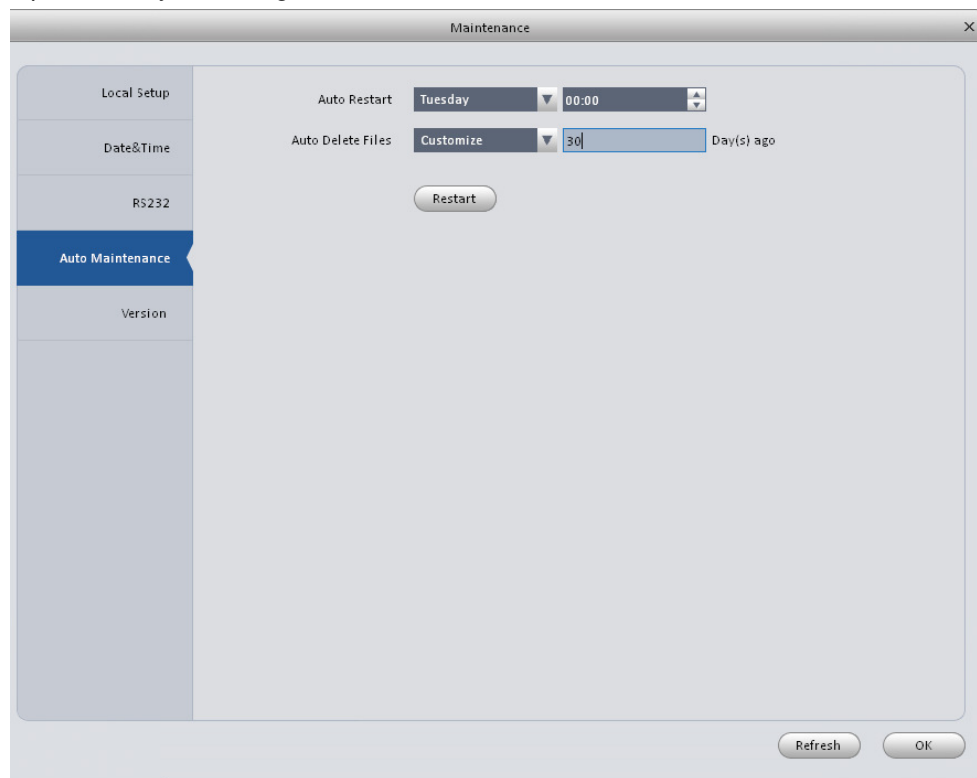 Maintenance X
Local Setup
Auto Restart Tuesday 00:00
Date&Time
Auto Delete Files Customize 30 Day(s) ago
RS232
Restart
Auto Maintenance
Version
Refresh OK